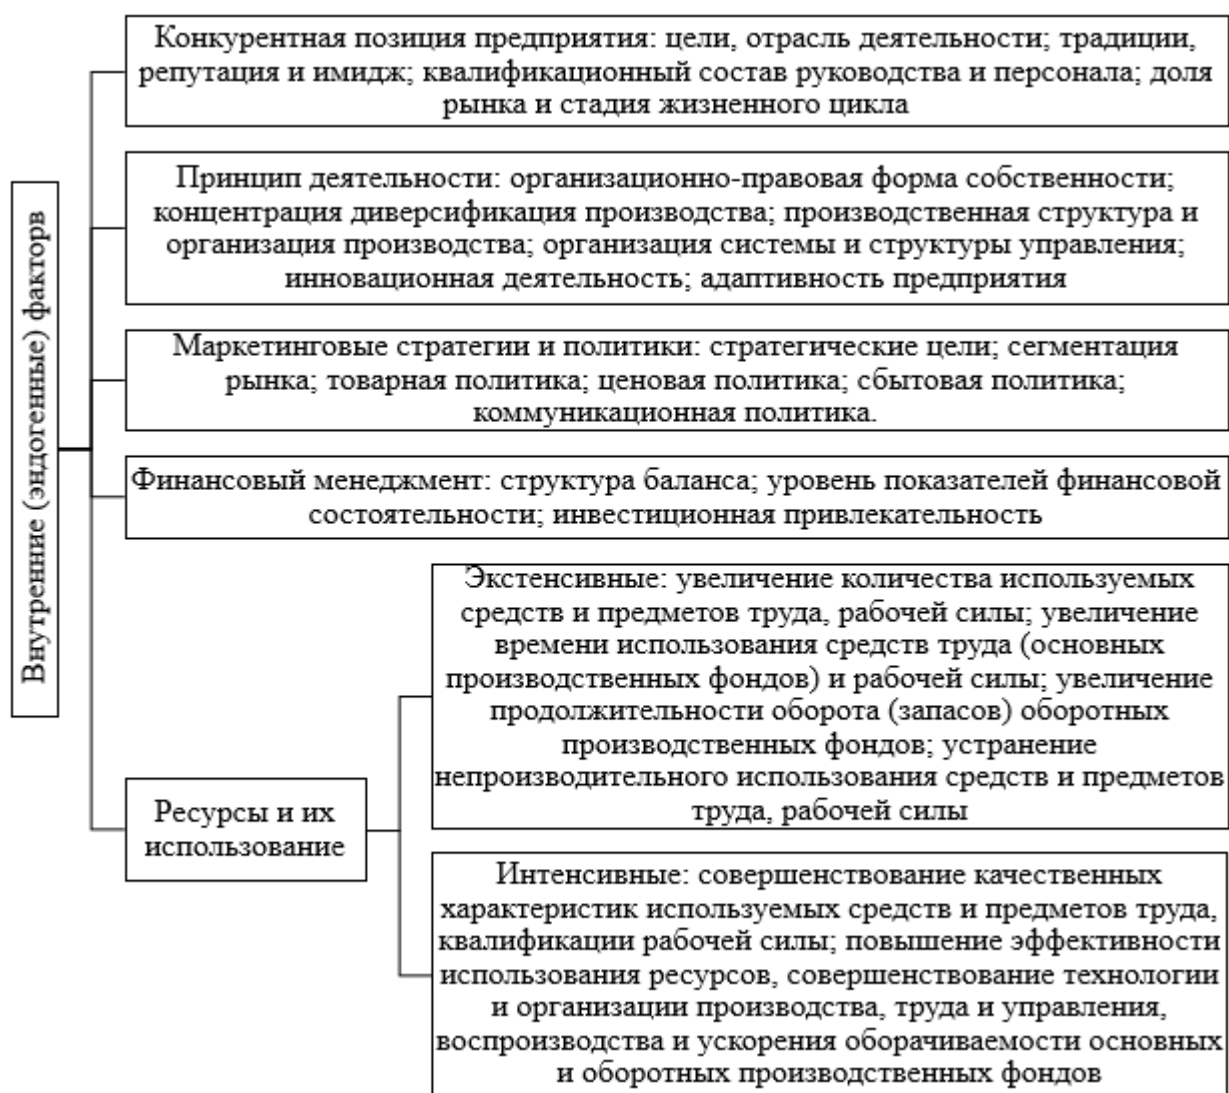 Внутренние (эндогенные) факторв
Конкурентная позиция предприятия: цели, отрасль деятельности; традиции,
репутация и имидж; квалификационный состав руководства и персонала; доля
рынка и стадия жизненного цикла
Принцип деятельности: организационно-правовая форма собственности;
концентрация диверсификация производства; производственная структура и
организация производства; организация системы и структуры управления;
инновационная деятельность; адаптивность предприятия
Маркетинговые стратегии и политики: стратегические цели; сегментация
рынка; товарная политика; ценовая политика; сбытовая политика;
коммуникационная политика.
Финансовый менеджмент: структура баланса; уровень показателей финансовой
состоятельности; инвестиционная привлекательность
Ресурсы и их
использование
Экстенсивные: увеличение количества используемых
средств и предметов труда, рабочей силы; увеличение
времени использования средств труда (основных
производственных фондов) и рабочей силы; увеличение
продолжительности оборота (запасов) оборотных
производственных фондов; устранение
непроизводительного использования средств и предметов
труда, рабочей силы
Интенсивные: совершенствование качественных
характеристик используемых средств и предметов труда,
квалификации рабочей силы; повышение эффективности
использования ресурсов, совершенствование технологии
и организации производства, труда и управления,
воспроизводства и ускорения оборачиваемости основных
и оборотных производственных фондов